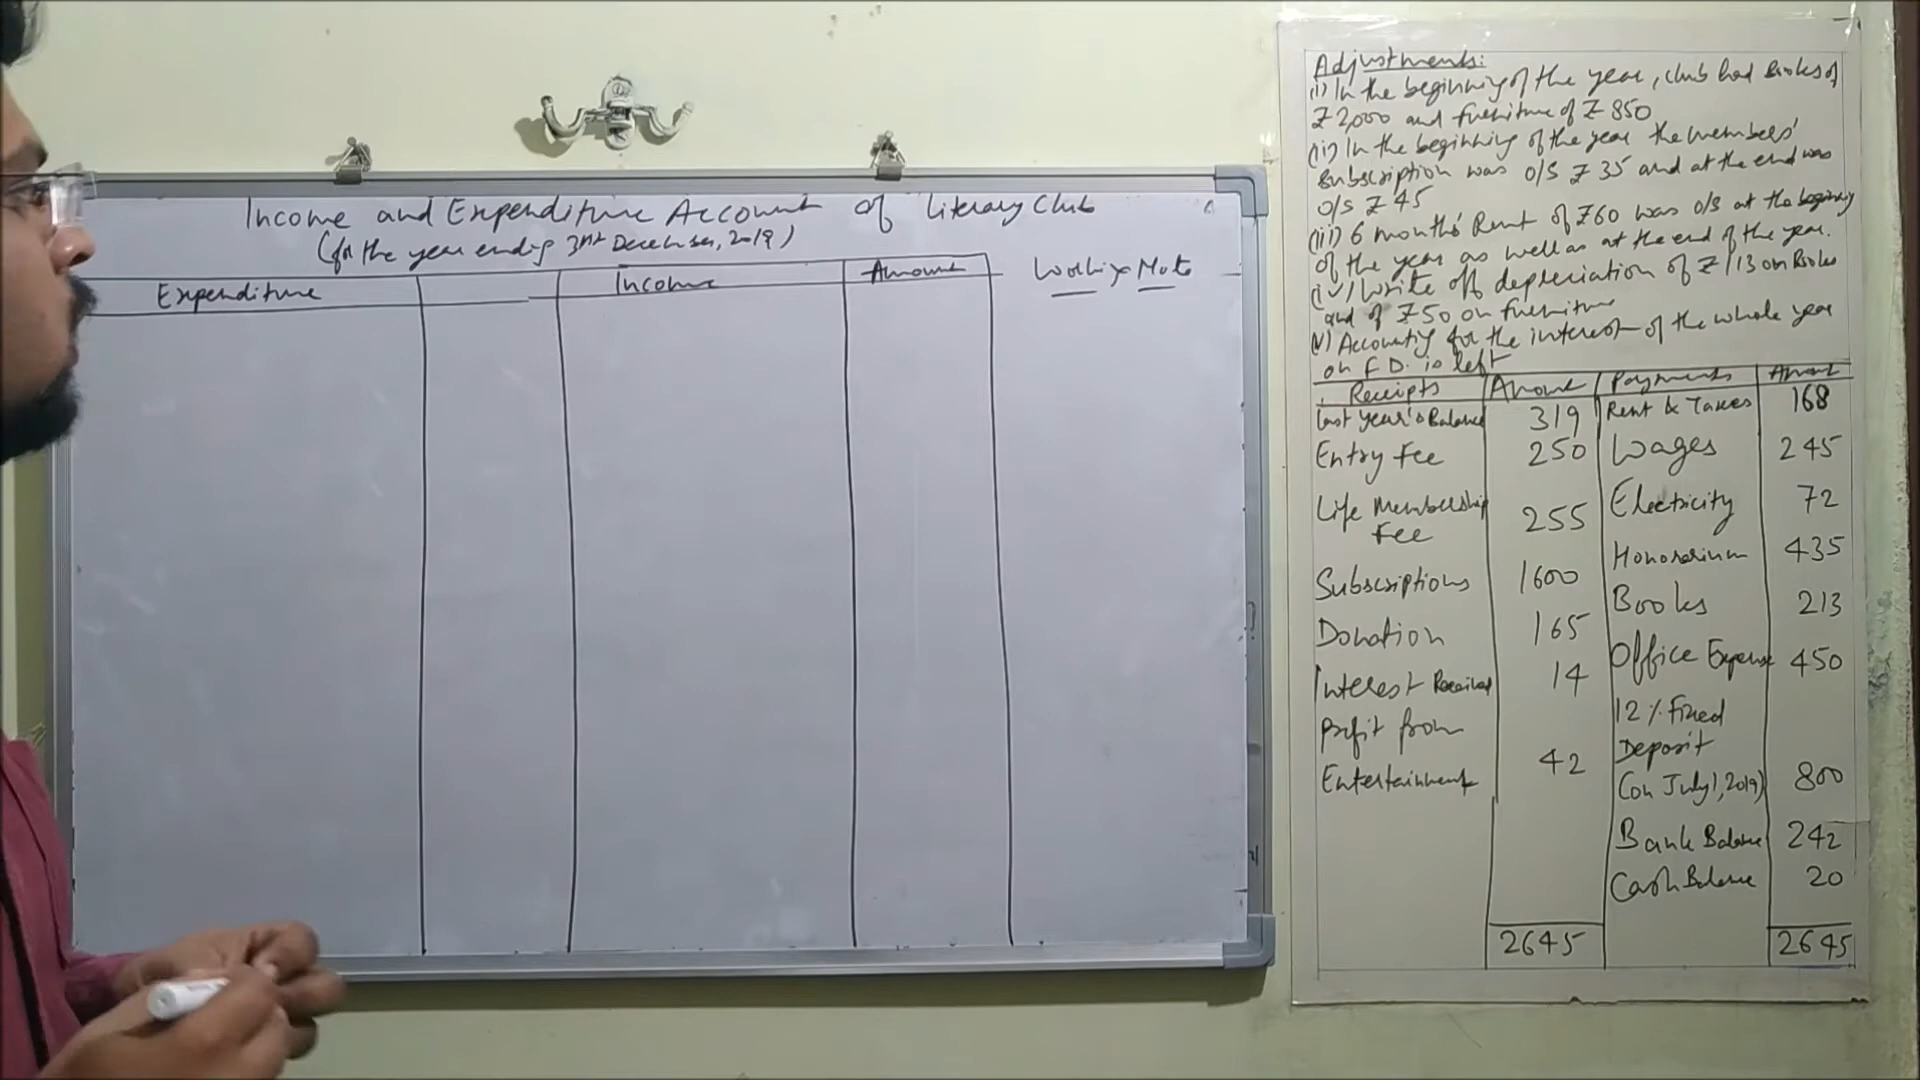 Income and Expenditure Account of Literary Club
(for the year ending 31st December, 2019)
Expenditure
Income
Amount
Working Note
Adjustments:
(i) In the beginning of the year, club had Books of
₹2,000 and furniture of ₹850
(ii) In the beginning of the year the members'
subscription was o/s ₹35 and at the end was
o/s ₹45
(iii) 6 month's Rent of ₹60 was o/s at the beginning
of the year as well as at the end of the year.
(iv) Write off depreciation of ₹113 on Books
and of ₹50 on furniture
(v) Accounting for the interest of the whole year
on F.D. is left
Receipts Amount Payments Amount
Last year's Balance 319 Rent & Taxes 168
Entry Fee 250 Wages 245
Life Membership
Fee 255 Electricity 72
Subscriptions 1600 Honorarium 435
Donation 165 Books 213
Interest Received 14 Office Expense 450
Profit from
Entertainment 42
12% Fixed
Deposit
(on July 1, 2019) 800
Bank Balance 242
Cash Balance 20
2645 2645